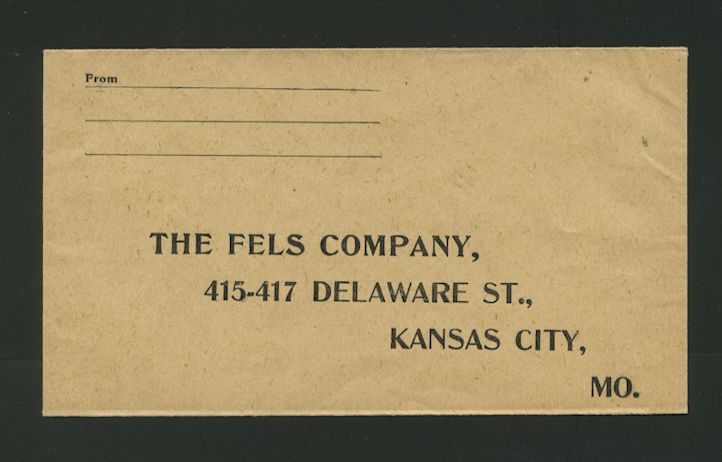 From
THE FELS COMPANY,
415-417 DELAWARE ST.,
KANSAS CITY,
MO.